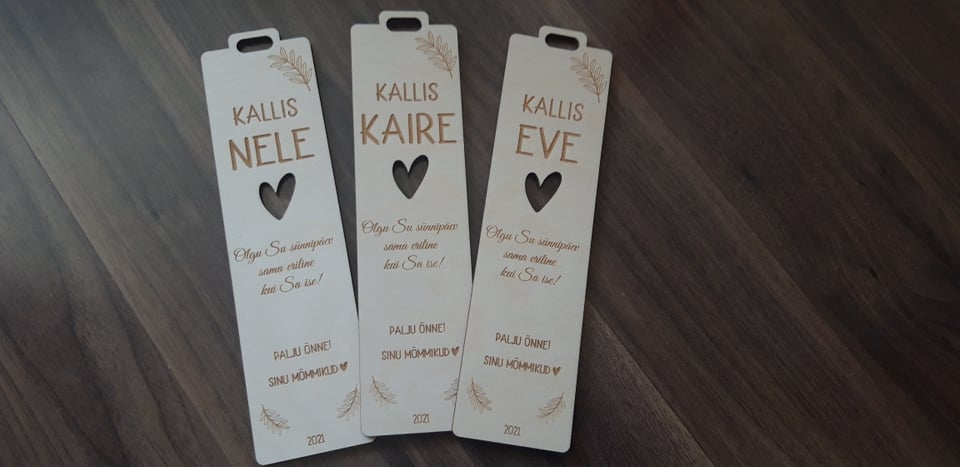 KALLIS
NELE
Olgu Su sünnipäev
sama eriline
kui Sa ise!
PALJU ÕNNE!
SINU MÕMMIKUD
2021
KALLIS
KAIRE
Olgu Su sünnipäev
sama eriline
kui Sa ise!
PALJU ÕNNE!
SINU MÕMMIKUD
2021
KALLIS
EVE
Olgu Su sünnipäev
sama eriline
kui Sa ise!
PALJU ÕNNE!
SINU MÕMMIKUD
2021